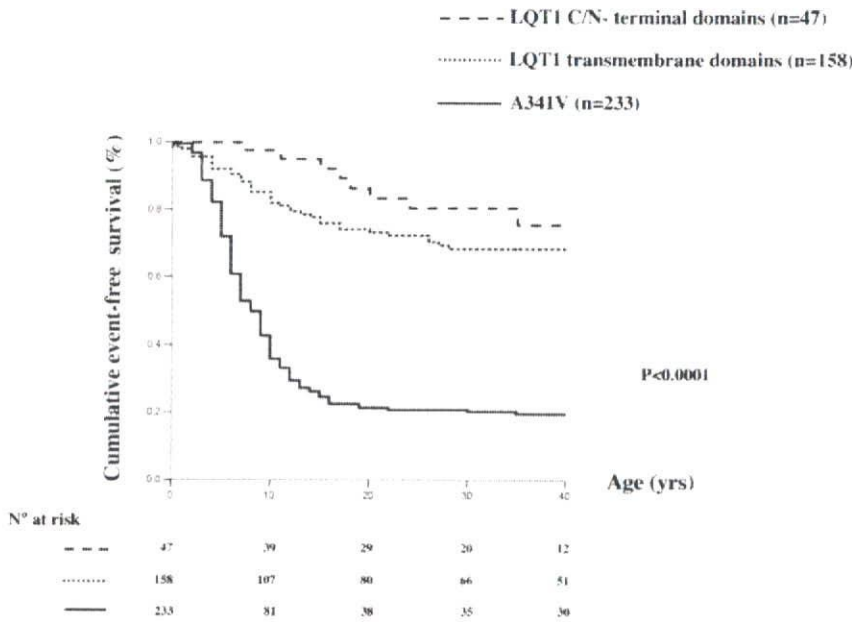 LQT1 C/N- terminal domains (n=47)
LQT1 transmembrane domains (n=158)
A341V (n=233)
Cumulative event-free survival (%)
1.0
0.8
0.6
0.4
0.2
0.0
P<0.0001
0 10 20 30 40
Age (yrs)
N° at risk
47 39 29 20 12
158 107 80 66 51
233 81 38 35 30